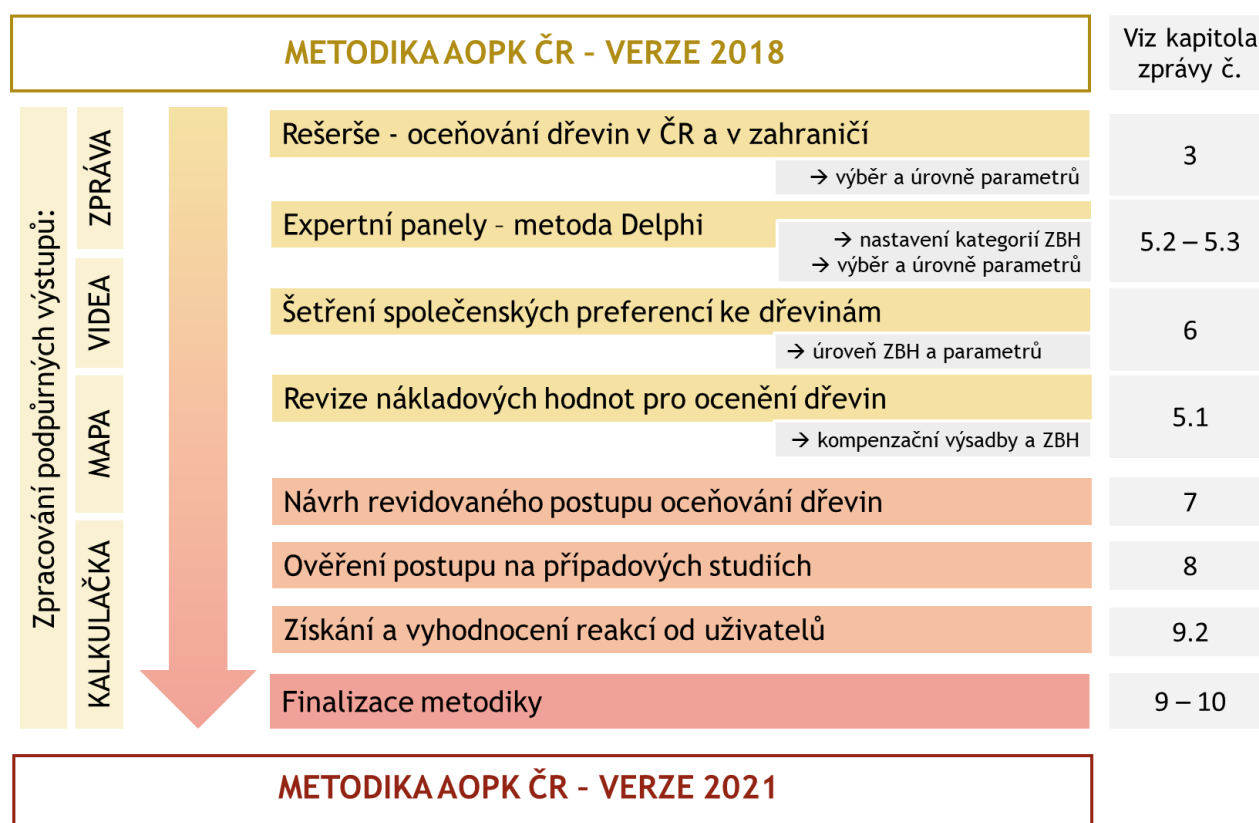 METODIKA AOPK ČR – VERZE 2018
Viz kapitola
zprávy č.
Zpracování podpůrných výstupů:
ZPRÁVA
VIDEA
MAPA
KALKULAČKA
Rešerše - oceňování dřevin v ČR a v zahraničí
→ výběr a úrovně parametrů
3
Expertní panely – metoda Delphi
→ nastavení kategorií ZBH
→ výběr a úrovně parametrů
5.2 – 5.3
Šetření společenských preferencí ke dřevinám
→ úroveň ZBH a parametrů
6
Revize nákladových hodnot pro ocenění dřevin
→ kompenzační výsadby a ZBH
5.1
Návrh revidovaného postupu oceňování dřevin
7
Ověření postupu na případových studiích
8
Získání a vyhodnocení reakcí od uživatelů
9.2
Finalizace metodiky
9 – 10
METODIKA AOPK ČR – VERZE 2021